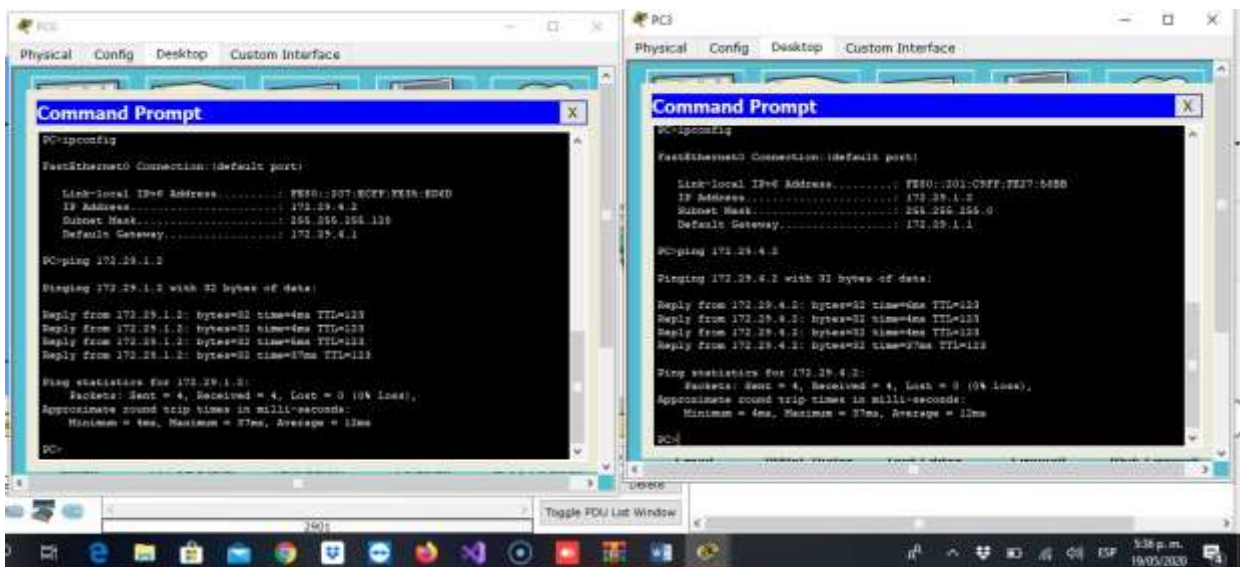 Physical Config Desktop Custom Interface
Command Prompt
X
PC>ipconfig
FastEthernet0 Connection:(default port)
Link-local IPv6 Address.........:
IP Address......................: 172.29.4.2
Subnet Mask.....................: 255.255.255.128
Default Gateway.................: 172.29.4.1
PC>ping 172.29.1.2
Pinging 172.29.1.2 with 32 bytes of data:
Reply from 172.29.1.2: bytes=32 time=4ms TTL=123
Reply from 172.29.1.2: bytes=32 time=4ms TTL=123
Reply from 172.29.1.2: bytes=32 TTL=123
Reply from 172.29.1.2: bytes=32 time=37ms TTL=123
Ping statistics for 172.29.1.2:
Packets: Sent = 4, Received = 4, Lost = 0 (0% loss),
Approximate round trip times in milli-seconds:
Minimum = 4ms, Maximum = 37ms, Average = 12ms
PC>
PC3
Physical Config Desktop Custom Interface
Command Prompt
X
PC>ipconfig
FastEthernet0 Connection:(default port)
Link-local IPv6 Address.........:
IP Address......................: 172.29.1.2
Subnet Mask.....................: 255.255.255.0
Default Gateway.................: 172.29.1.1
PC>ping 172.29.4.2
Pinging 172.29.4.2 with 32 bytes of data:
Reply from 172.29.4.2: bytes=32 TTL=123
Reply from 172.29.4.2: bytes=32 time=4ms TTL=123
Reply from 172.29.4.2: bytes=32 time=4ms TTL=123
Reply from 172.29.4.2: bytes=32 time=37ms TTL=123
Ping statistics for 172.29.4.2:
Packets: Sent = 4, Received = 4, Lost = 0 (0% loss),
Approximate round trip times in milli-seconds:
Minimum = 4ms, Maximum = 37ms, Average = 12ms
PC>
Delete
Toggle PDU List Window
2901
ESP
5:36 p. m.
19/05/2020